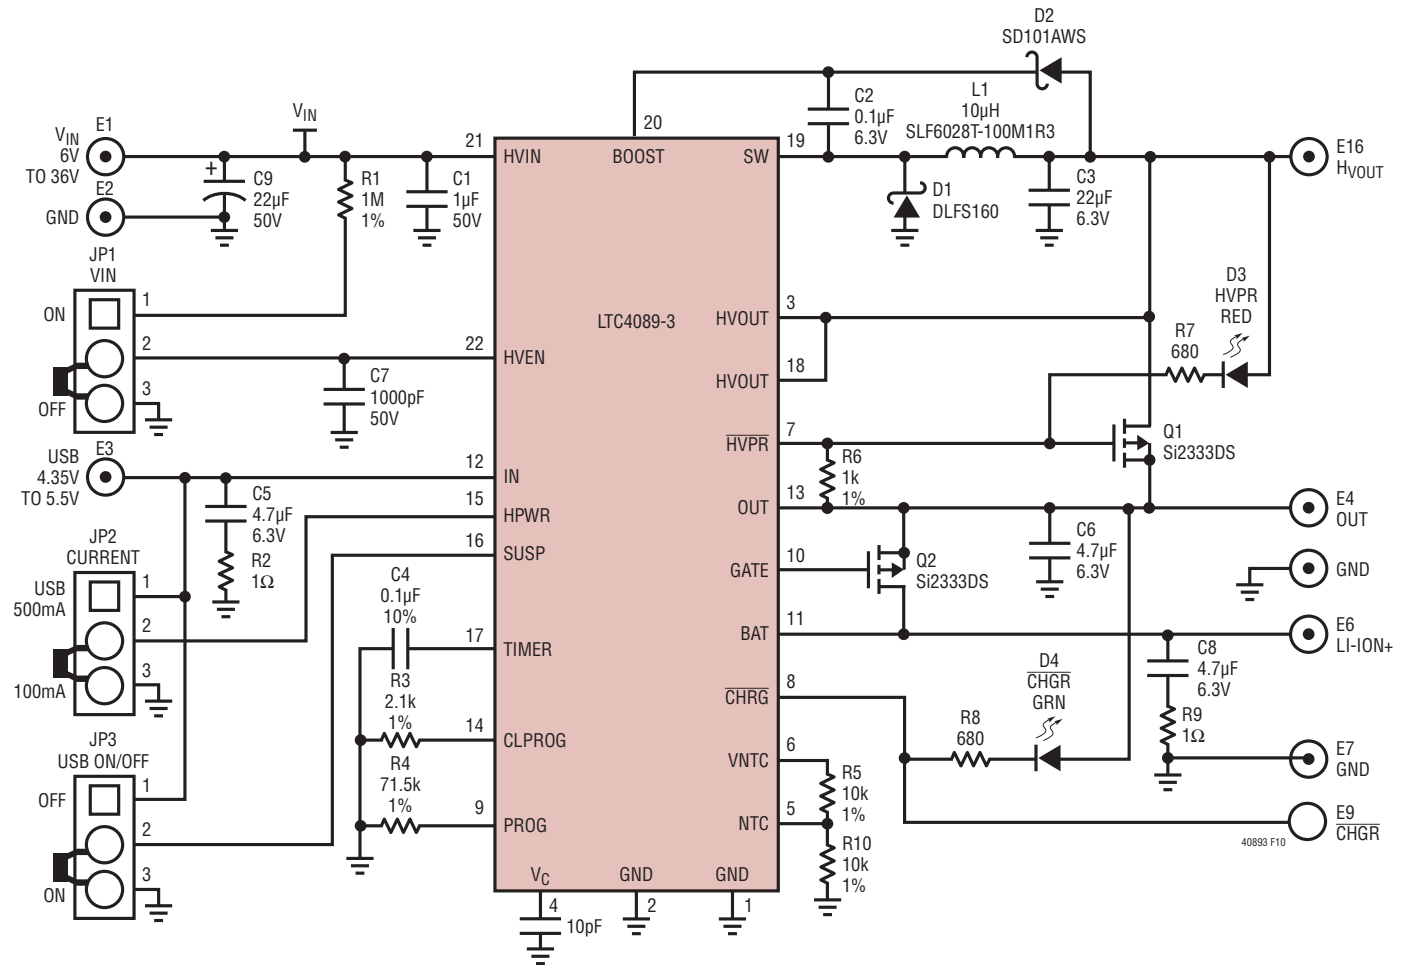 D2
SD101AWS
L1
10µH
SLF6028T-100M1R3
C2
0.1µF
6.3V
VIN
E1
VIN
6V
TO 36V
E2
GND
+
C9
22µF
50V
R1
1M
1%
C1
1µF
50V
21
HVIN
20
BOOST
SW
19
D1
DLFS160
C3
22µF
6.3V
E16
HVOUT
JP1
VIN
ON
1
2
3
OFF
22
HVEN
C7
1000pF
50V
LTC4089-3
3
HVOUT
18
HVOUT
D3
HVPR
RED
R7
680
7
HVPR
R6
1k
1%
Q1
Si2333DS
USB
4.35V
TO 5.5V
E3
12
IN
C5
4.7µF
6.3V
R2
1Ω
15
HPWR
16
SUSP
13
OUT
E4
OUT
C6
4.7µF
6.3V
10
GATE
Q2
Si2333DS
GND
JP2
CURRENT
USB
500mA
1
2
3
100mA
C4
0.1µF
10%
17
TIMER
11
BAT
E6
LI-ION+
C8
4.7µF
6.3V
R9
1Ω
R3
2.1k
1%
14
CLPROG
8
CHRG
D4
CHGR
GRN
R8
680
E7
GND
JP3
USB ON/OFF
OFF
1
2
3
ON
R4
71.5k
1%
9
PROG
6
VNTC
R5
10k
1%
5
NTC
R10
10k
1%
E9
CHGR
40893 F10
VC
GND
GND
4
2
1
10pF